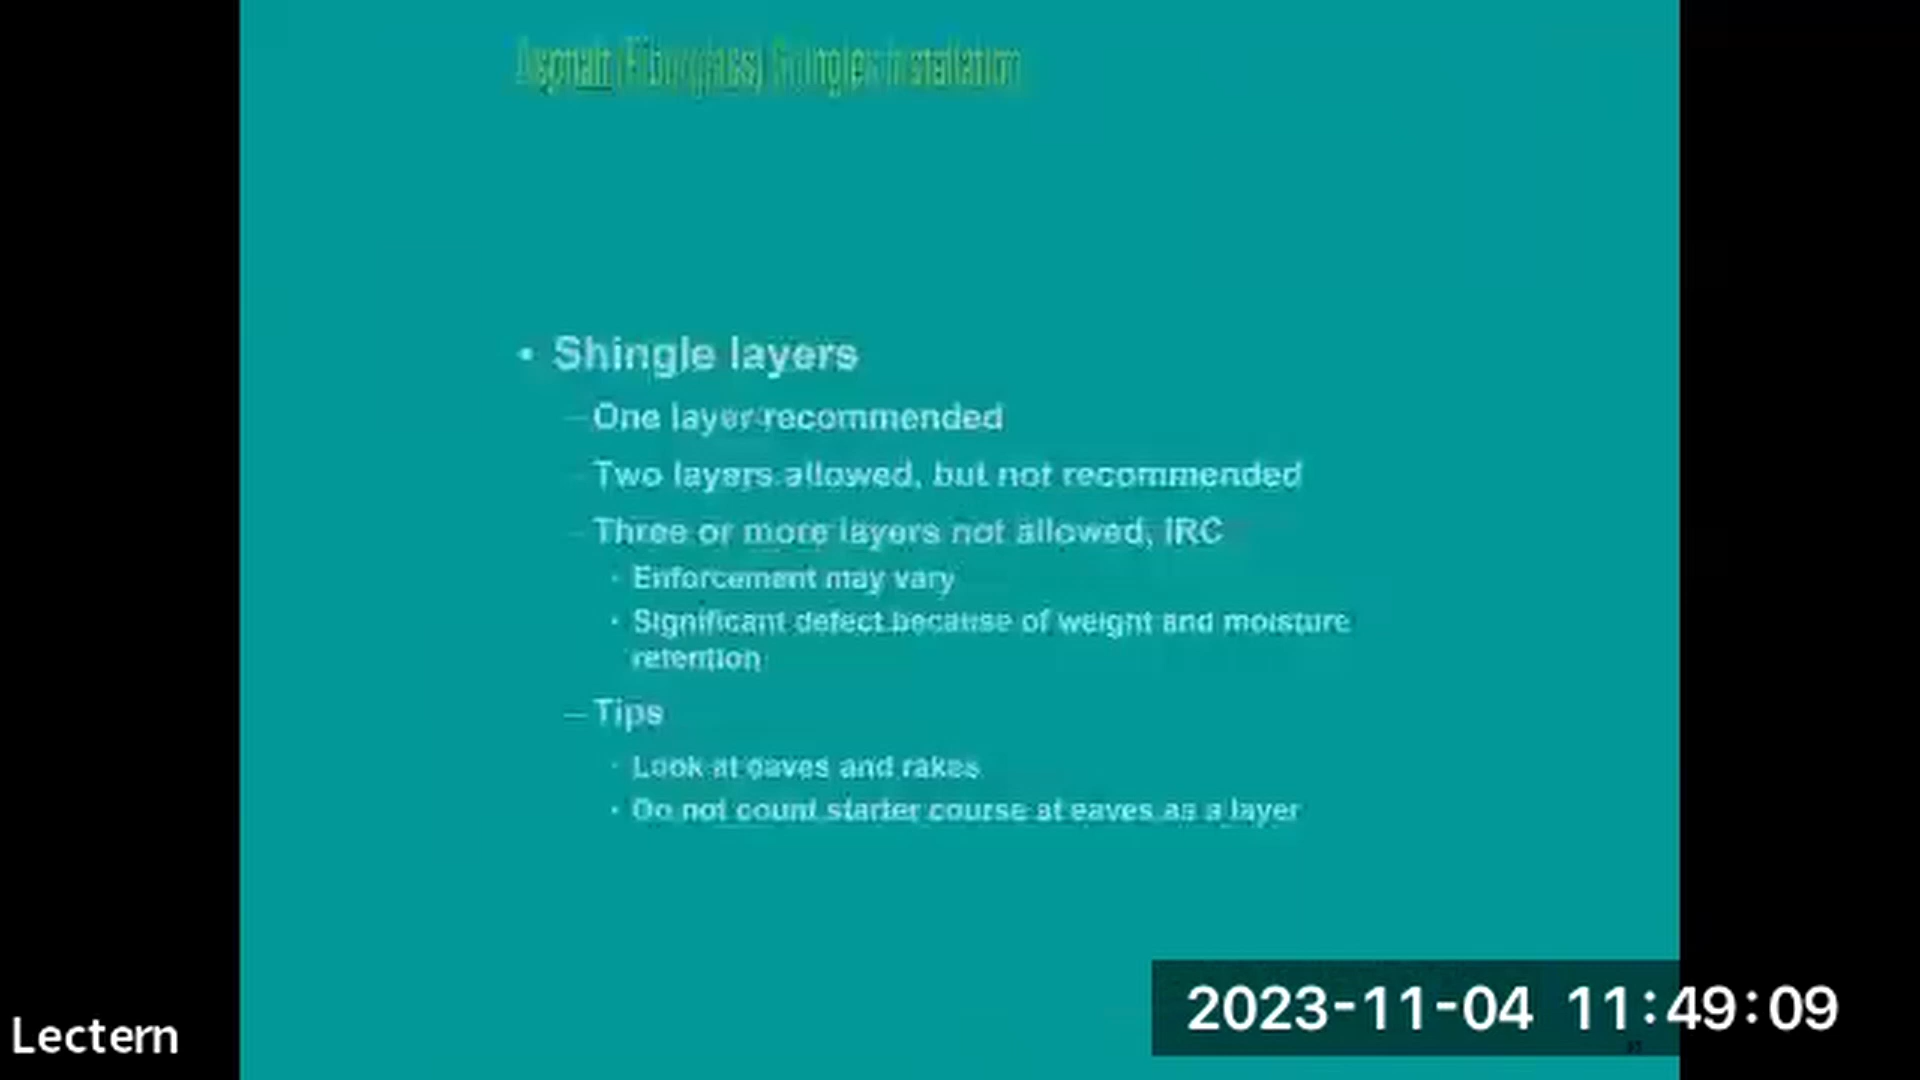 Asphalt (Fiberglass) Shingles Installation
• Shingle layers
– One layer recommended
– Two layers allowed, but not recommended
– Three or more layers not allowed, IRC
• Enforcement may vary
• Significant defect because of weight and moisture
retention
– Tips
• Look at eaves and rakes
• Do not count starter course at eaves as a layer
Lectern
2023-11-04 11:49:09